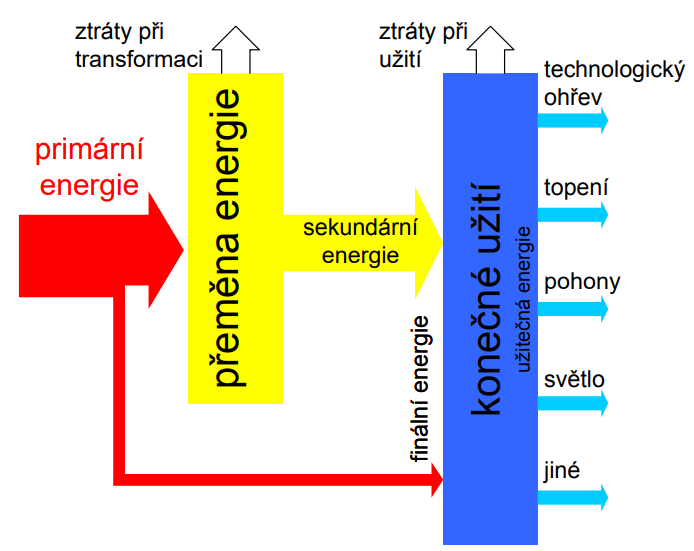 ztráty při
transformaci
ztráty při
užití
primární
energie
přeměna energie
sekundární
energie
finální energie
konečné užití
užitečná energie
technologický
ohřev
topení
pohony
světlo
jiné